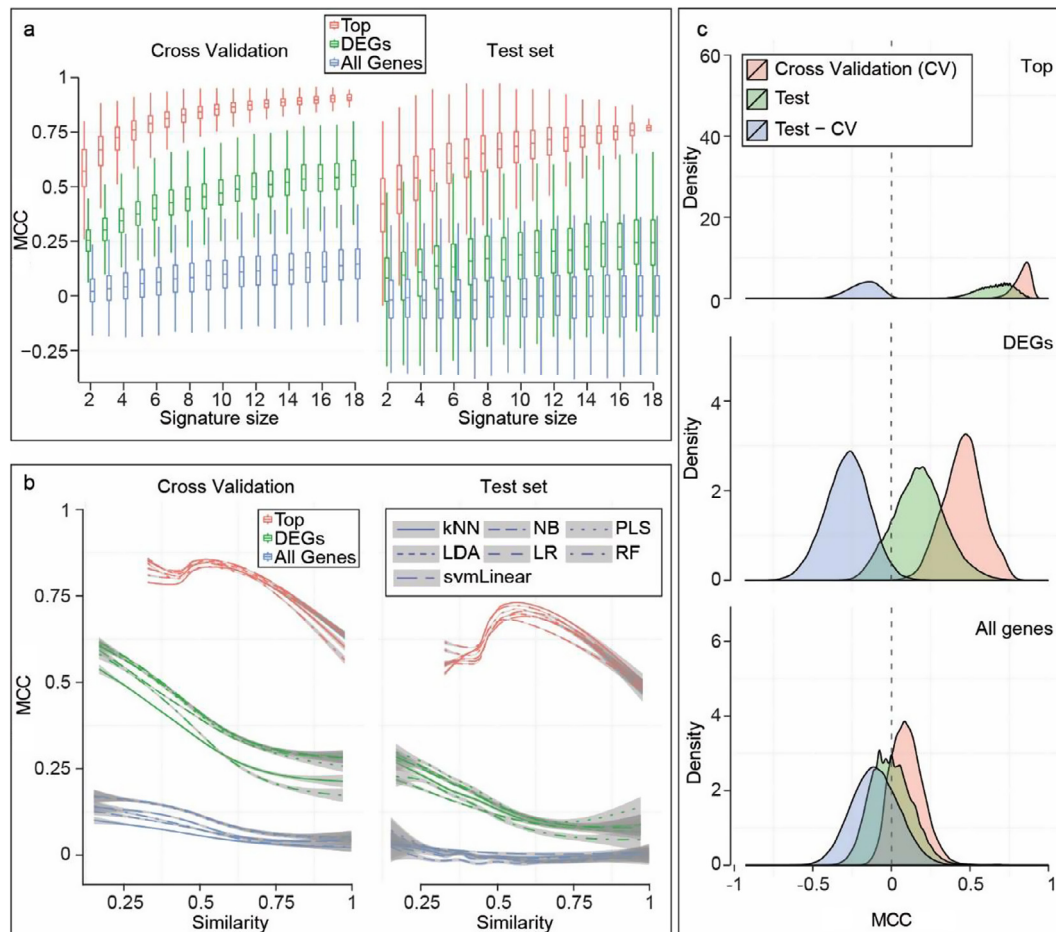 a
Top
DEGs
All Genes
Cross Validation
Test set
MCC
1
0.75
0.5
0.25
0
−0.25
2 4 6 8 10 12 14 16 18
Signature size
2 4 6 8 10 12 14 16 18
Signature size
b
Cross Validation
Test set
Top
DEGs
All Genes
kNN NB PLS
LDA LR RF
svmLinear
MCC
1
0.75
0.5
0.25
0
0.25 0.5 0.75 1
Similarity
0.25 0.5 0.75 1
Similarity
c
Top
Cross Validation (CV)
Test
Test − CV
Density
60
40
20
0
DEGs
Density
4
2
0
All genes
Density
6
4
2
0
-1 -0.5 0 0.5 1
MCC